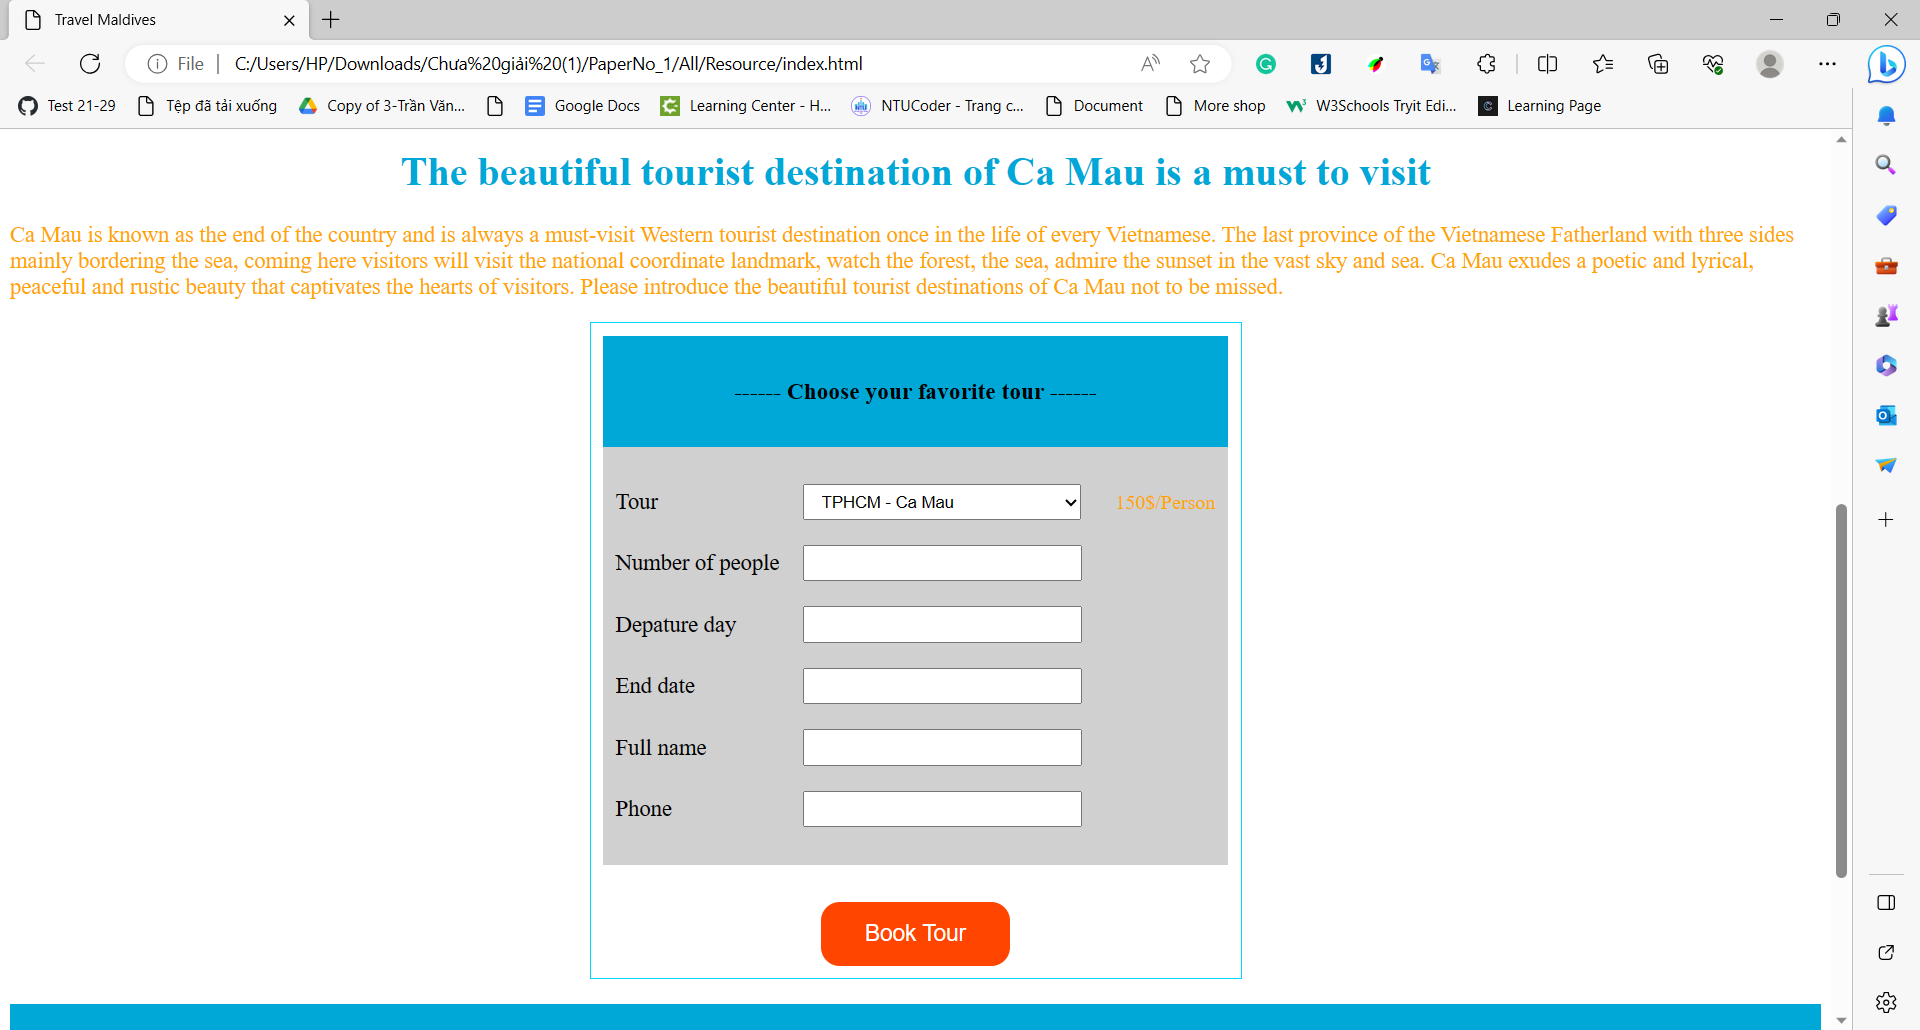 Travel Maldives
File
C:/Users/HP/Downloads/Chưa%20giải%20(1)/PaperNo_1/All/Resource/index.html
Test 21-29
Tệp đã tải xuống
Copy of 3-Trần Văn...
Google Docs
Learning Center - H...
NTUCoder - Trang c...
Document
More shop
W3Schools Tryit Edi...
Learning Page
The beautiful tourist destination of Ca Mau is a must to visit
Ca Mau is known as the end of the country and is always a must-visit Western tourist destination once in the life of every Vietnamese. The last province of the Vietnamese Fatherland with three sides
mainly bordering the sea, coming here visitors will visit the national coordinate landmark, watch the forest, the sea, admire the sunset in the vast sky and sea. Ca Mau exudes a poetic and lyrical,
peaceful and rustic beauty that captivates the hearts of visitors. Please introduce the beautiful tourist destinations of Ca Mau not to be missed.
------ Choose your favorite tour ------
Tour
TPHCM - Ca Mau
150$/Person
Number of people
Depature day
End date
Full name
Phone
Book Tour